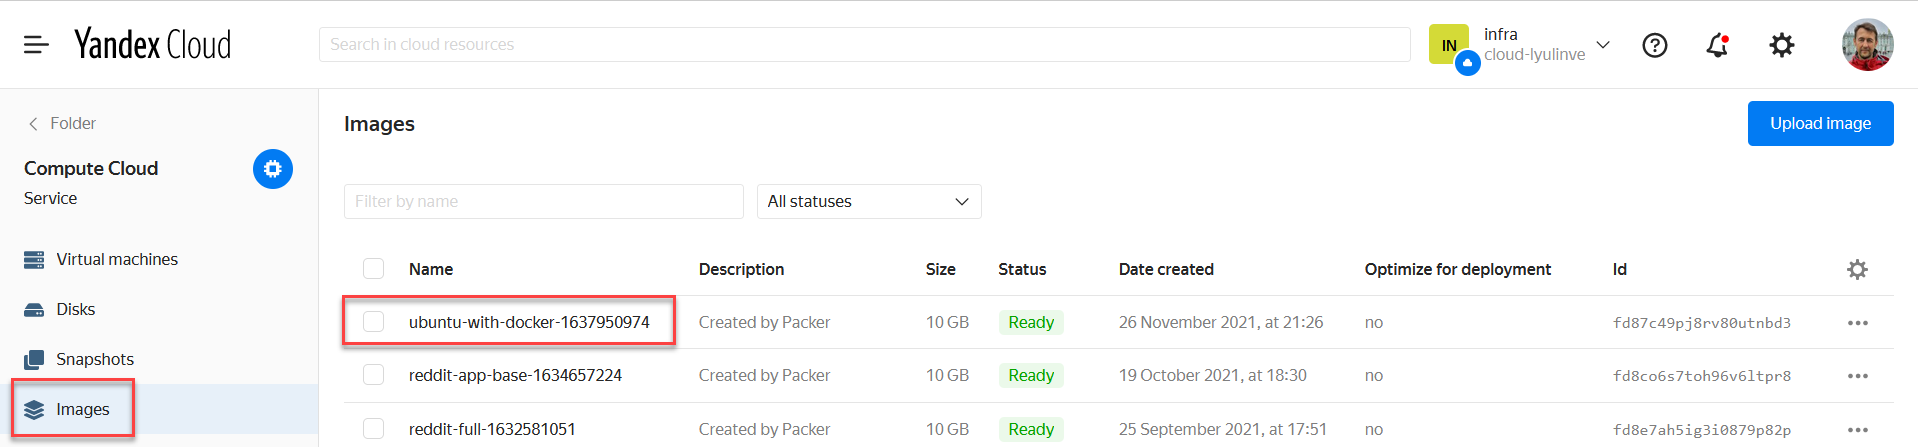 Yandex Cloud
Search in cloud resources
IN
infra
cloud-lyulinve
Folder
Compute Cloud
Service
Virtual machines
Disks
Snapshots
Images
Images
Upload image
Filter by name
All statuses
Name Description Size Status Date created Optimize for deployment Id
ubuntu-with-docker-1637950974 Created by Packer 10 GB Ready 26 November 2021, at 21:26 no fd87c49pj8rv80utnbd3
reddit-app-base-1634657224 Created by Packer 10 GB Ready 19 October 2021, at 18:30 no fd8co6s7toh96v6ltpr8
reddit-full-1632581051 Created by Packer 10 GB Ready 25 September 2021, at 17:51 no fd8e7ah5ig3i0879p82p